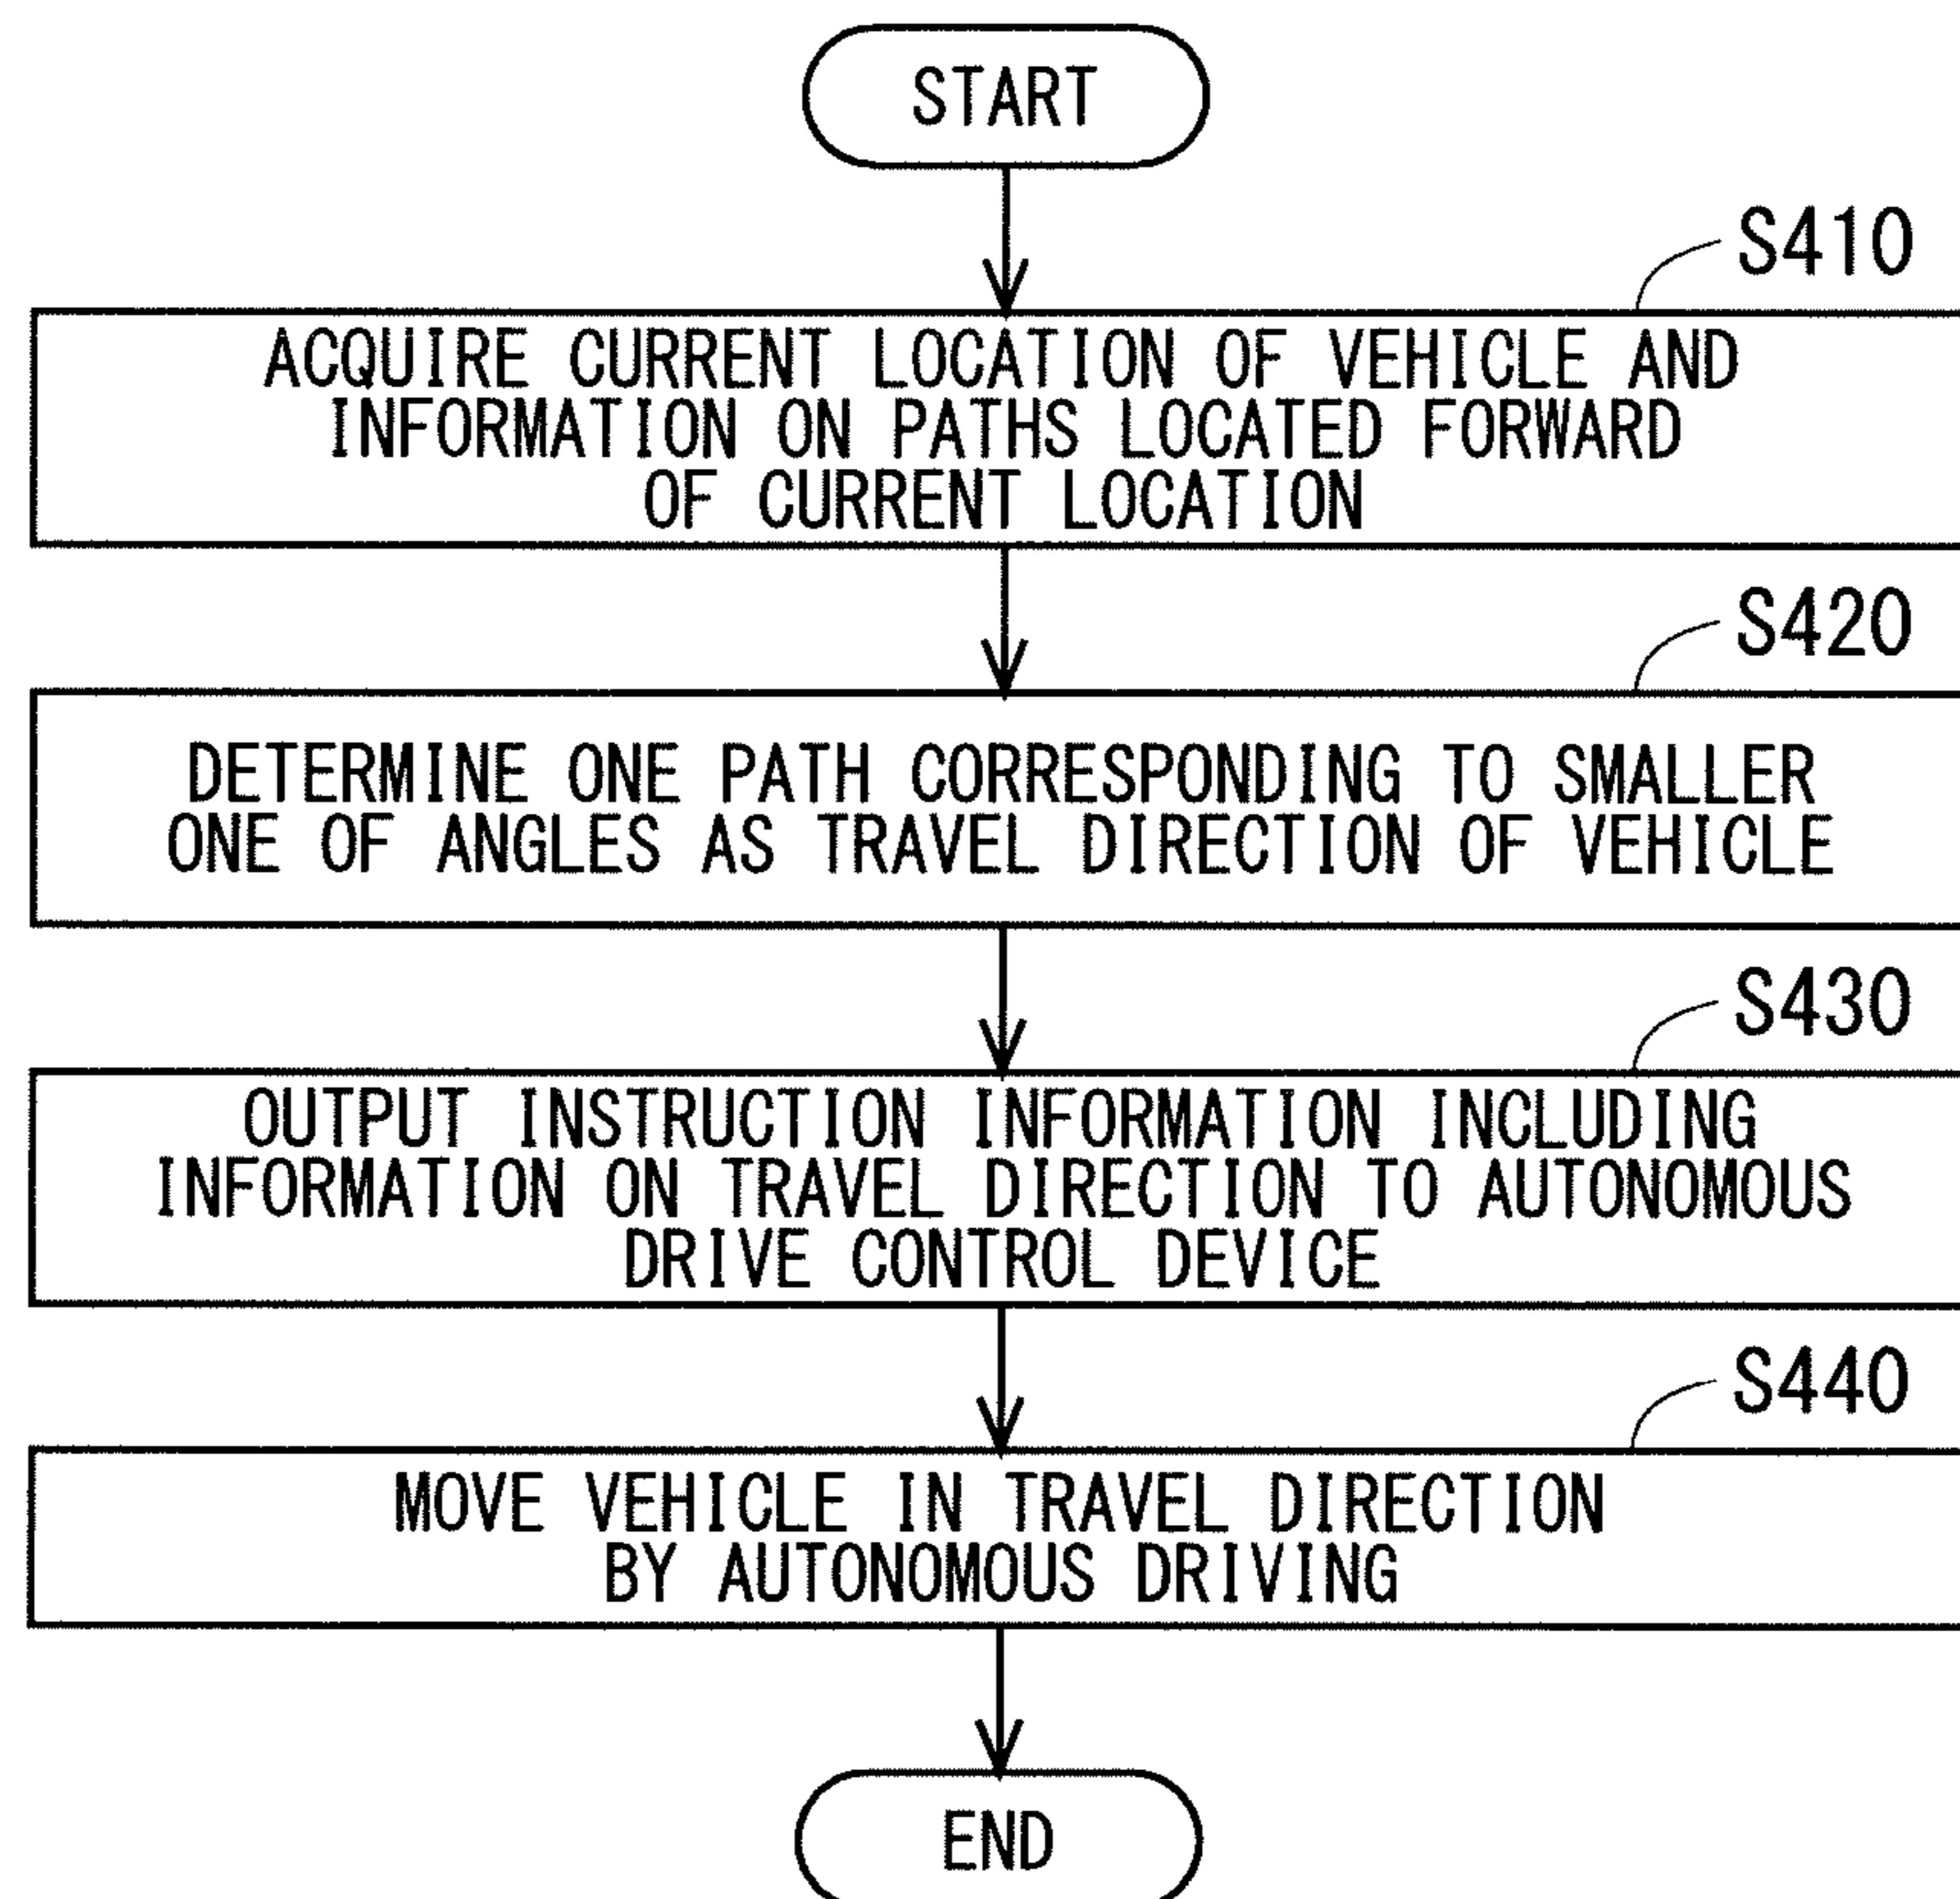 START
S410
ACQUIRE CURRENT LOCATION OF VEHICLE AND
INFORMATION ON PATHS LOCATED FORWARD
OF CURRENT LOCATION
S420
DETERMINE ONE PATH CORRESPONDING TO SMALLER
ONE OF ANGLES AS TRAVEL DIRECTION OF VEHICLE
S430
OUTPUT INSTRUCTION INFORMATION INCLUDING
INFORMATION ON TRAVEL DIRECTION TO AUTONOMOUS
DRIVE CONTROL DEVICE
S440
MOVE VEHICLE IN TRAVEL DIRECTION
BY AUTONOMOUS DRIVING
END